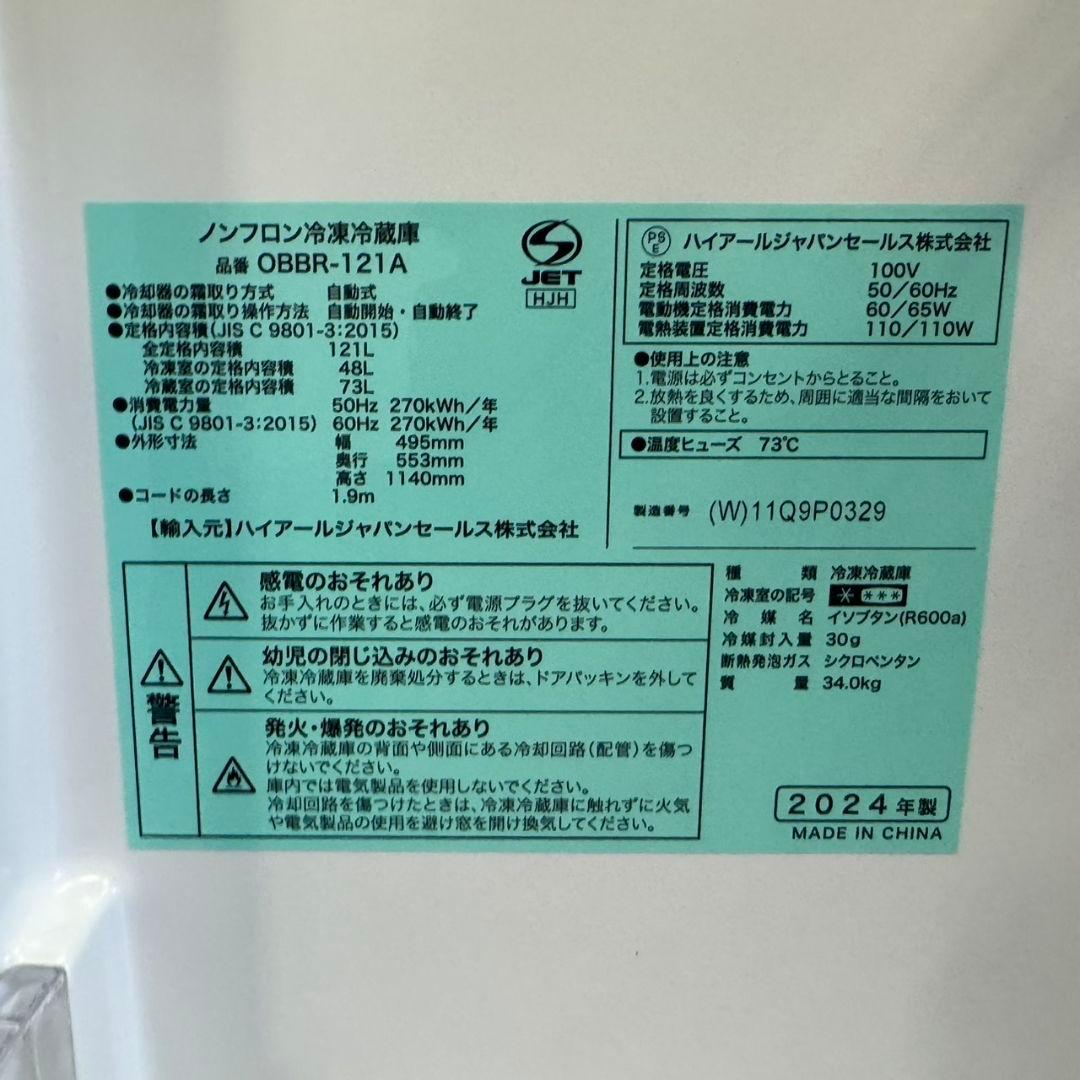 ノンフロン冷凍冷蔵庫
品番 OBBR-121A
JET
HJH
●冷却器の霜取り方式 自動式
●冷却器の霜取り操作方法 自動開始・自動終了
●定格内容積(JIS C 9801-3:2015)
全定格内容積 121L
冷凍室の定格内容積 48L
冷蔵室の定格内容積 73L
●消費電力量 50Hz 270kWh/年
(JIS C 9801-3:2015) 60Hz 270kWh/年
●外形寸法 幅 495mm
奥行 553mm
高さ 1140mm
●コードの長さ 1.9m
【輸入元】ハイアールジャパンセールス株式会社
PS E ハイアールジャパンセールス株式会社
定格電圧 100V
定格周波数 50/60Hz
電動機定格消費電力 60/65W
電熱装置定格消費電力 110/110W
●使用上の注意
1.電源は必ずコンセントからとること。
2.放熱を良くするため、周囲に適当な間隔をおいて
設置すること。
●温度ヒューズ 73℃
製造番号 (W)11Q9P0329
警告
感電のおそれあり
お手入れのときには、必ず電源プラグを抜いてください。
抜かずに作業すると感電のおそれがあります。
幼児の閉じ込みのおそれあり
冷凍冷蔵庫を廃棄処分するときは、ドアパッキンを外して
ください。
発火・爆発のおそれあり
冷凍冷蔵庫の背面や側面にある冷却回路(配管)を傷つ
けないでください。
庫内では電気製品を使用しないでください。
冷却回路を傷つけたときは、冷凍冷蔵庫に触れずに火気
や電気製品の使用を避け窓を開け換気してください。
種類 冷凍冷蔵庫
冷凍室の記号 * ***
冷媒名 イソブタン(R600a)
冷媒封入量 30g
断熱発泡ガス シクロペンタン
質量 34.0kg
2024年製
MADE IN CHINA